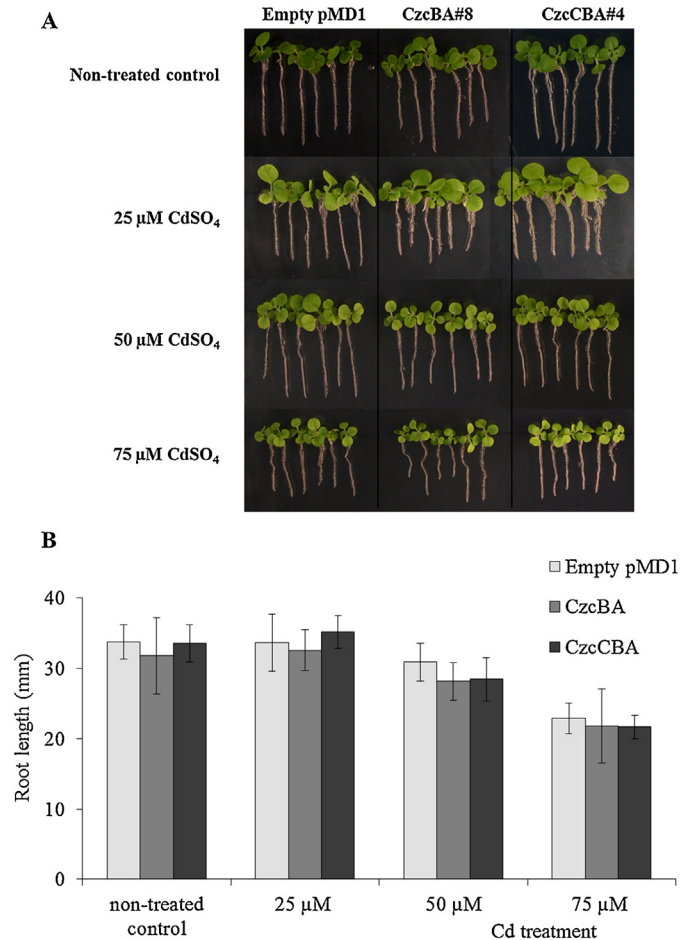 A
Empty pMD1 CzcBA#8 CzcCBA#4
Non-treated control
25 µM CdSO4
50 µM CdSO4
75 µM CdSO4
B
Empty pMD1
CzcBA
CzcCBA
Root length (mm)
40
30
20
10
0
non-treated control
25 µM
50 µM
75 µM
Cd treatment